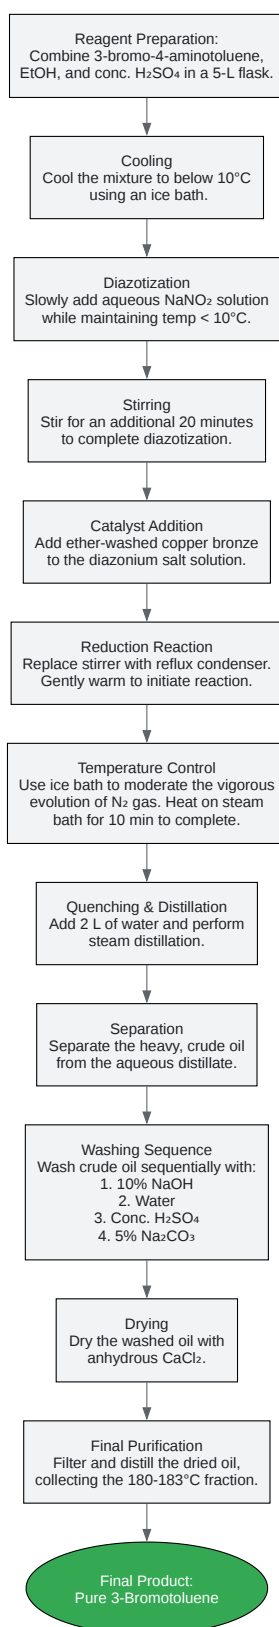 Reagent Preparation:
Combine 3-bromo-4-aminotoluene,
EtOH, and conc. H₂SO₄ in a 5-L flask.
Cooling
Cool the mixture to below 10°C
using an ice bath.
Diazotization
Slowly add aqueous NaNO₂ solution
while maintaining temp < 10°C.
Stirring
Stir for an additional 20 minutes
to complete diazotization.
Catalyst Addition
Add ether-washed copper bronze
to the diazonium salt solution.
Reduction Reaction
Replace stirrer with reflux condenser.
Gently warm to initiate reaction.
Temperature Control
Use ice bath to moderate the vigorous
evolution of N₂ gas. Heat on steam
bath for 10 min to complete.
Quenching & Distillation
Add 2 L of water and perform
steam distillation.
Separation
Separate the heavy, crude oil
from the aqueous distillate.
Washing Sequence
Wash crude oil sequentially with:
1. 10% NaOH
2. Water
3. Conc. H₂SO₄
4. 5% Na₂CO₃
Drying
Dry the washed oil with
anhydrous CaCl₂.
Final Purification
Filter and distill the dried oil,
collecting the 180-183°C fraction.
Final Product:
Pure 3-Bromotoluene